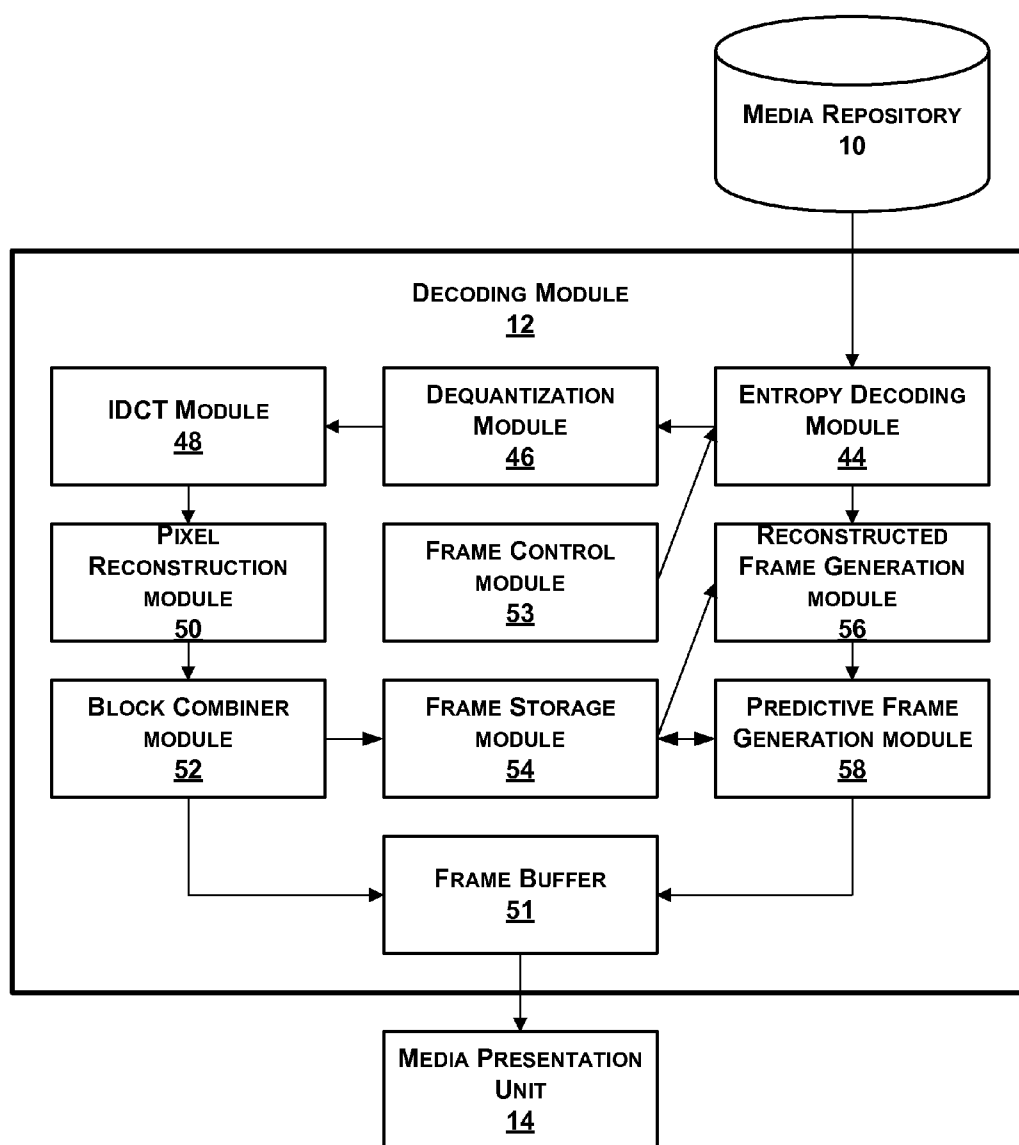 MEDIA REPOSITORY
10
DECODING MODULE
12
IDCT MODULE
48
DEQUANTIZATION
MODULE
46
ENTROPY DECODING
MODULE
44
PIXEL
RECONSTRUCTION
MODULE
50
FRAME CONTROL
MODULE
53
RECONSTRUCTED
FRAME GENERATION
MODULE
56
BLOCK COMBINER
MODULE
52
FRAME STORAGE
MODULE
54
PREDICTIVE FRAME
GENERATION MODULE
58
FRAME BUFFER
51
MEDIA PRESENTATION
UNIT
14